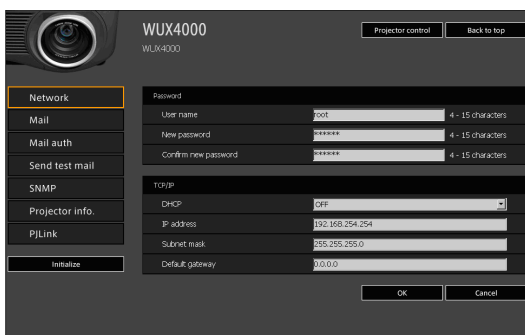 WUX4000
Projector control
Back to top
WUX4000
Network
Mail
Mail auth
Send test mail
SNMP
Projector info.
PJLink
Initialize
Password
User name root 4 - 15 characters
New password ****** 4 - 15 characters
Confirm new password ****** 4 - 15 characters
TCP/IP
DHCP OFF
IP address 192.168.254.254
Subnet mask 255.255.255.0
Default gateway 0.0.0.0
OK Cancel